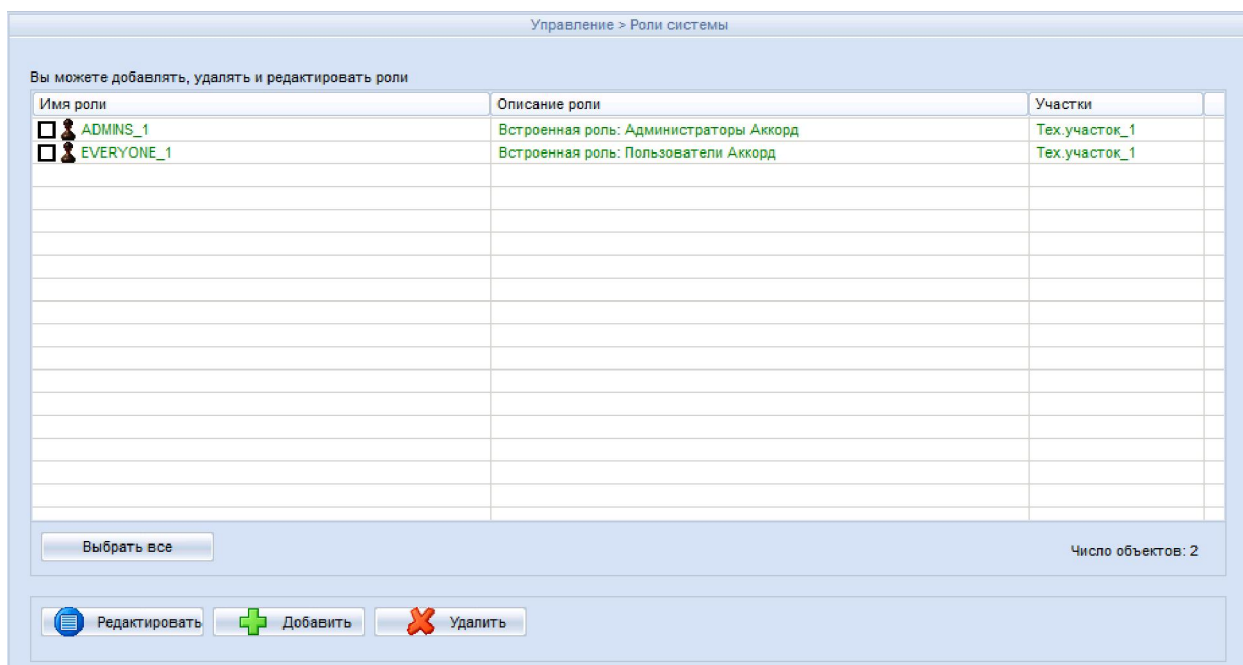 Управление > Роли системы
Вы можете добавлять, удалять и редактировать роли
Имя роли Описание роли Участки
ADMINS_1 Встроенная роль: Администраторы Аккорд Тех.участок_1
EVERYONE_1 Встроенная роль: Пользователи Аккорд Тех.участок_1
Выбрать все Число объектов: 2
Редактировать Добавить Удалить